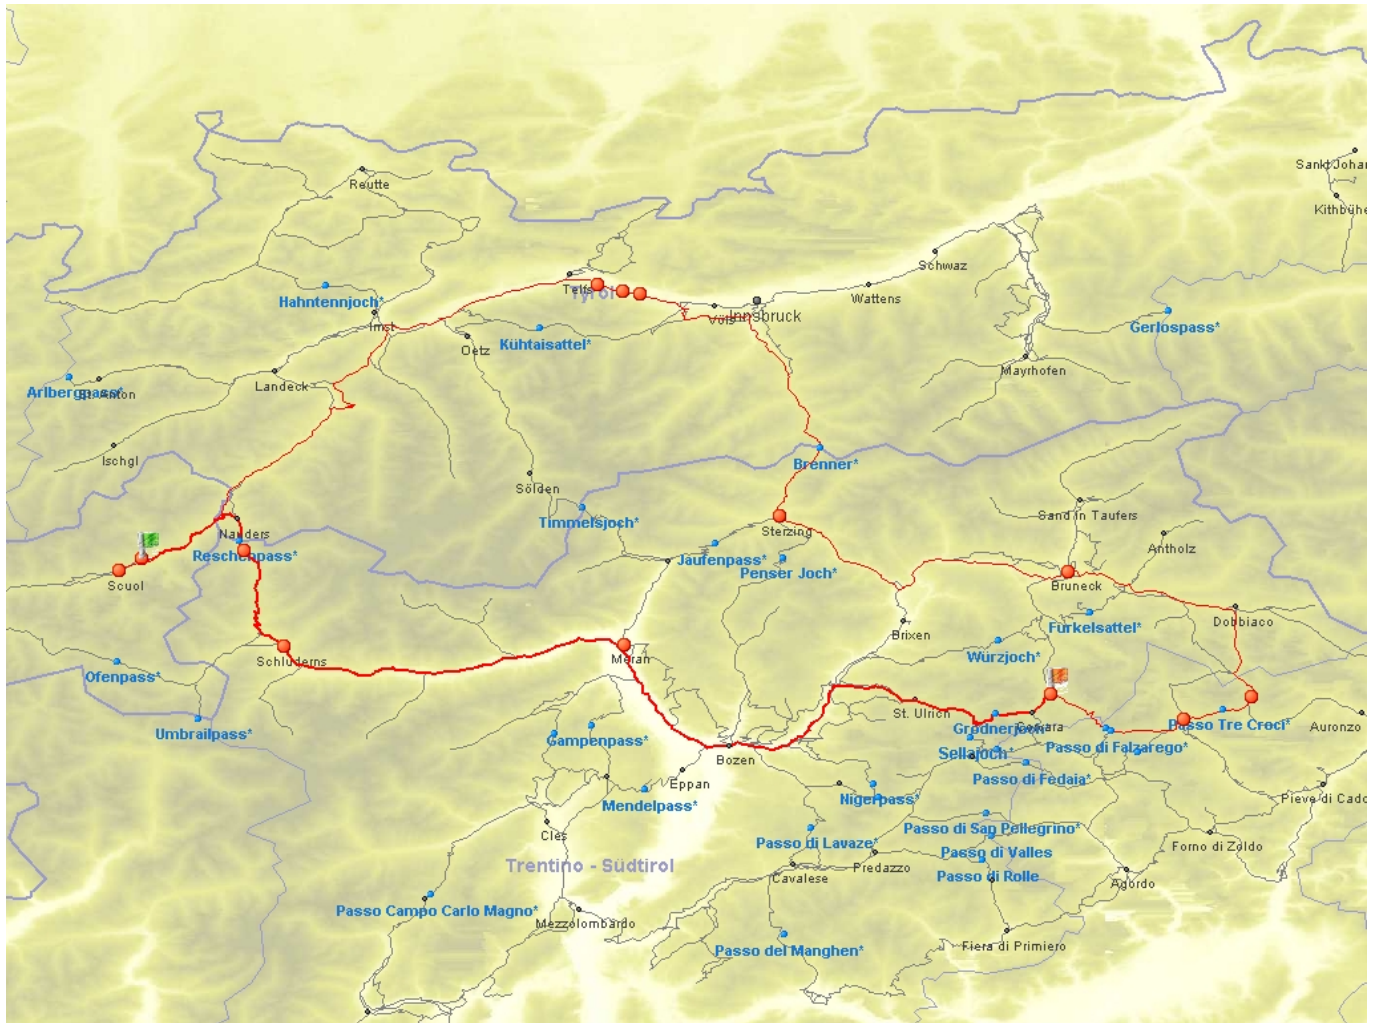 Sankt Johan
Reutte
Kithbühe
Schwaz
Telfs
Tyrol
Wattens
Hahntennjoch*
Innsbruck
Völs
Gerlospass*
Imst
Kühtaisattel*
Oetz
Mayrhofen
Landeck
Arlbergpass*
St. Anton
Ischgl
Brenner*
Sölden
Timmelsjoch*
Sand in Taufers
Nauders
Sterzing
Antholz
Reschenpass*
Jaufenpass*
Penser Joch*
Scuol
Bruneck
Dobbiaco
Furkelsattel*
Brixen
Würzjoch*
Meran
Schluderns
Ofenpass*
St. Ulrich
Grödnerjoch*
Corvara
Passo Tre Croci*
Auronzo
Umbrailpass*
Gampenpass*
Passo di Falzarego*
Sellajoch*
Bozen
Passo di Fedaia*
Eppan
Nigerpass*
Mendelpass*
Pieve di Cado
Passo di San Pellegrino*
Cles
Passo di Lavaze*
Forno di Zoldo
Passo di Valles
Trentino - Südtirol
Predazzo
Passo di Rolle
Cavalese
Agordo
Passo Campo Carlo Magno*
Mezzolombardo
Fiera di Primiero
Passo del Manghen*